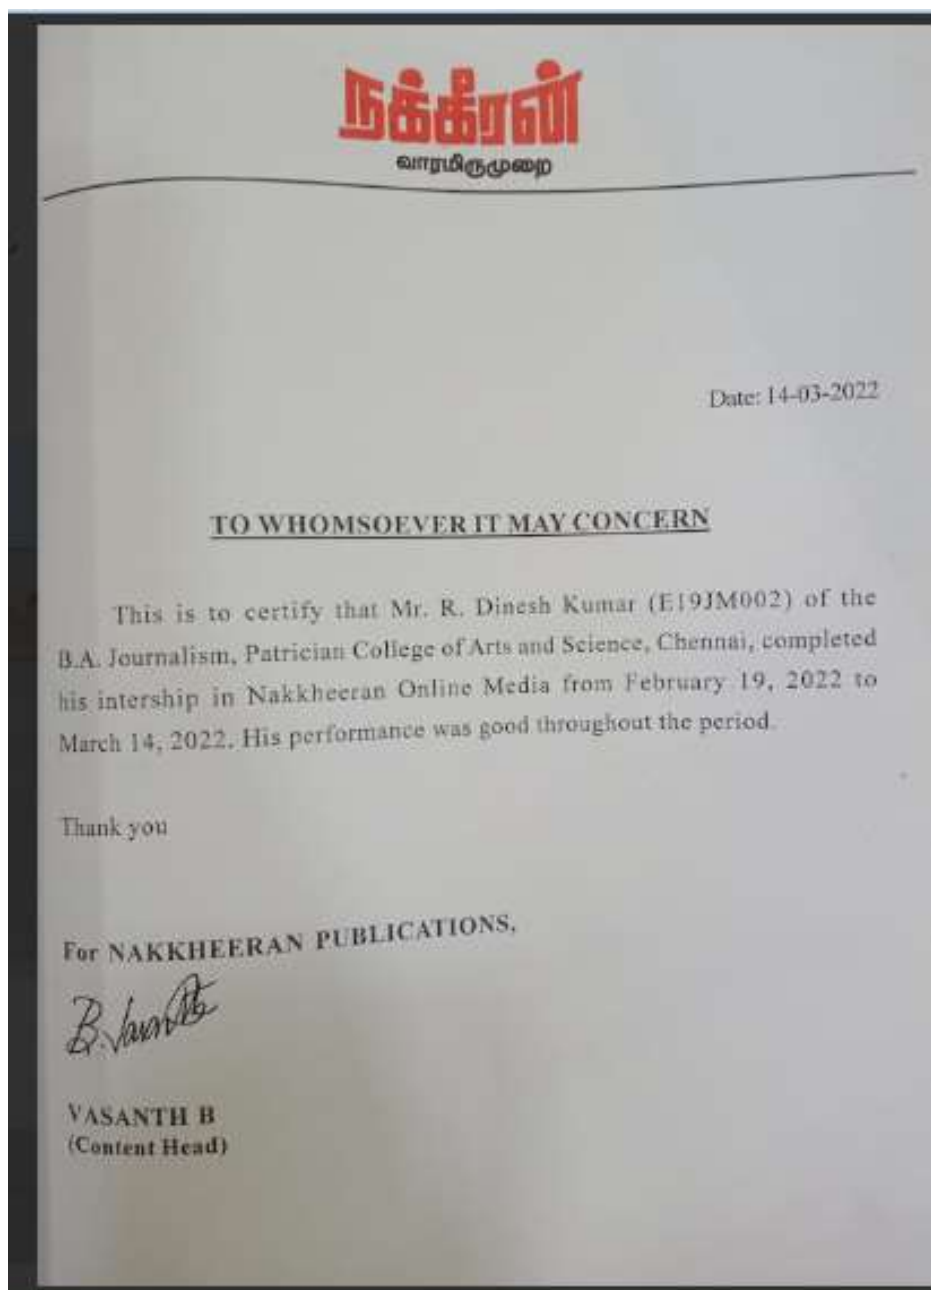 நக்கீரன்
வாரமிருமுறை
Date: 14-03-2022
TO WHOMSOEVER IT MAY CONCERN
This is to certify that Mr. R. Dinesh Kumar (E19JM002) of the
B.A. Journalism, Patrician College of Arts and Science, Chennai, completed
his intership in Nakkheeran Online Media from February 19, 2022 to
March 14, 2022. His performance was good throughout the period.
Thank you
For NAKKHEERAN PUBLICATIONS,
B. Vasanth
VASANTH B
(Content Head)